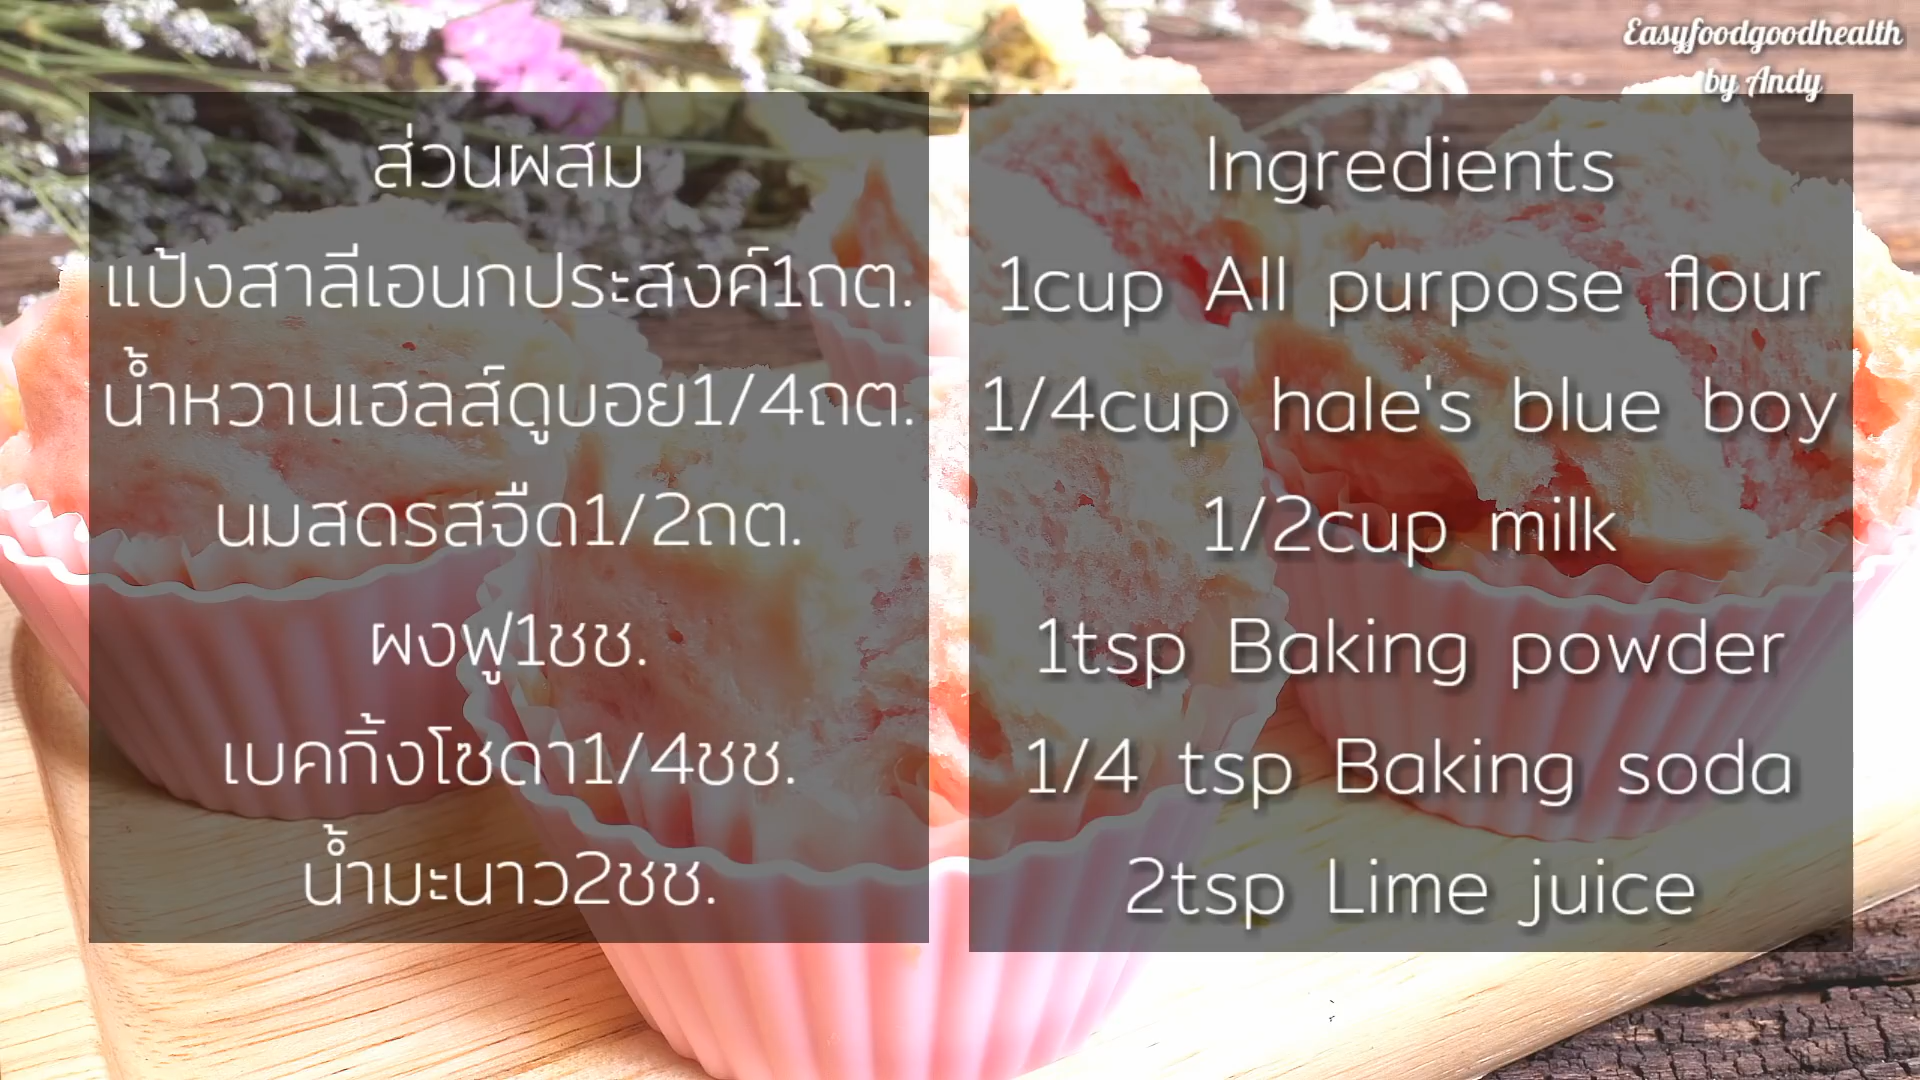 Easyfoodgoodhealth
by Andy
ส่วนผสม
แป้งสาลีเอนกประสงค์1ถต.
น้ำหวานเฮลส์ดูบอย1/4ถต.
นมสดรสจืด1/2ถต.
ผงฟู1ชช.
เบคกิ้งโซดา1/4ชช.
น้ำมะนาว2ชช.
Ingredients
1cup All purpose flour
1/4cup hale's blue boy
1/2cup milk
1tsp Baking powder
1/4 tsp Baking soda
2tsp Lime juice